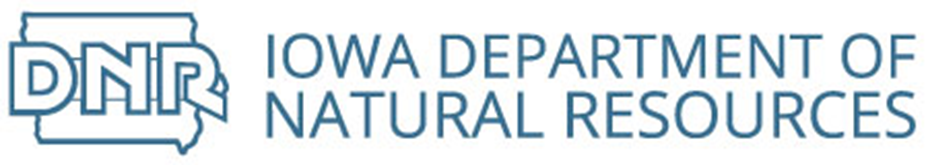 DNR
IOWA DEPARTMENT OF
NATURAL RESOURCES